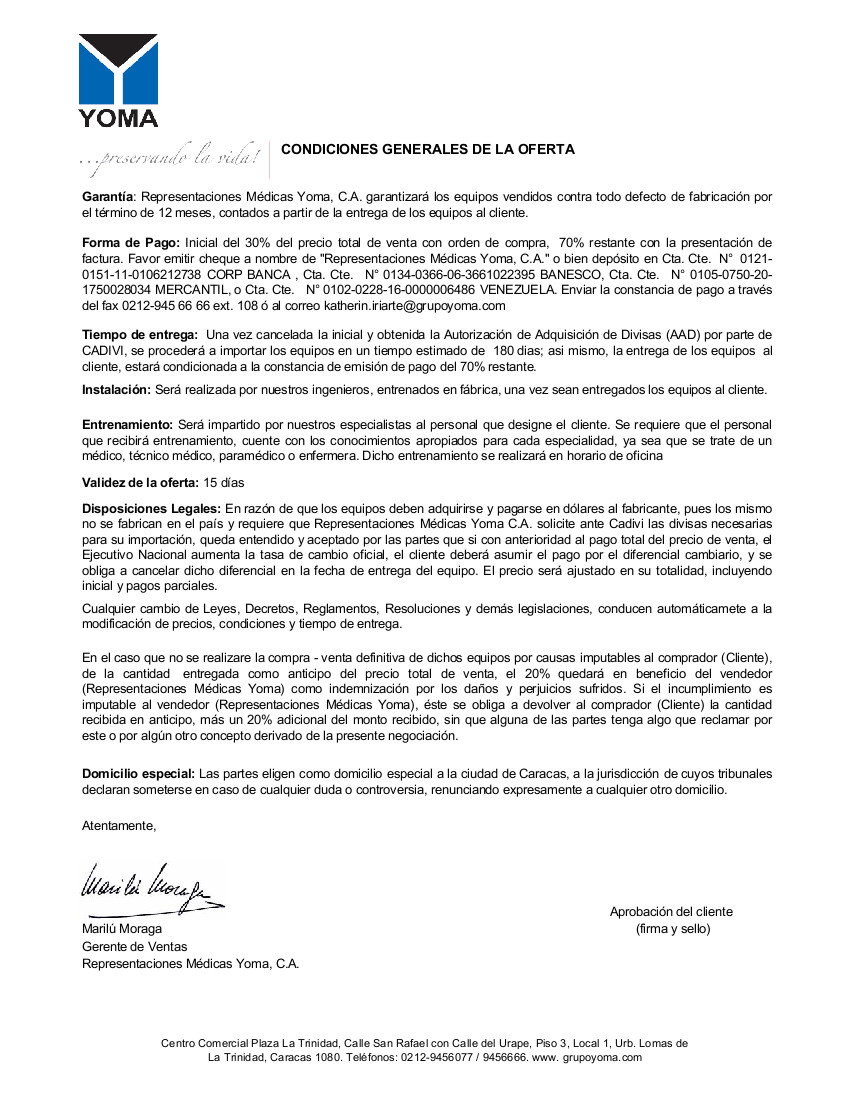 YOMA
...preservando la vida!
CONDICIONES GENERALES DE LA OFERTA
Garantía: Representaciones Médicas Yoma, C.A. garantizará los equipos vendidos contra todo defecto de fabricación por
el término de 12 meses, contados a partir de la entrega de los equipos al cliente.
Forma de Pago: Inicial del 30% del precio total de venta con orden de compra, 70% restante con la presentación de
factura. Favor emitir cheque a nombre de "Representaciones Médicas Yoma, C.A." o bien depósito en Cta. Cte. N° 0121-
0151-11-0106212738 CORP BANCA , Cta. Cte. N° 0134-0366-06-3661022395 BANESCO, Cta. Cte. N° 0105-0750-20-
1750028034 MERCANTIL, o Cta. Cte. N° 0102-0228-16-0000006486 VENEZUELA. Enviar la constancia de pago a través
del fax 0212-945 66 66 ext. 108 ó al correo katherin.iriarte@grupoyoma.com
Tiempo de entrega: Una vez cancelada la inicial y obtenida la Autorización de Adquisición de Divisas (AAD) por parte de
CADIVI, se procederá a importar los equipos en un tiempo estimado de 180 dias; asi mismo, la entrega de los equipos al
cliente, estará condicionada a la constancia de emisión de pago del 70% restante.
Instalación: Será realizada por nuestros ingenieros, entrenados en fábrica, una vez sean entregados los equipos al cliente.
Entrenamiento: Será impartido por nuestros especialistas al personal que designe el cliente. Se requiere que el personal
que recibirá entrenamiento, cuente con los conocimientos apropiados para cada especialidad, ya sea que se trate de un
médico, técnico médico, paramédico o enfermera. Dicho entrenamiento se realizará en horario de oficina
Validez de la oferta: 15 días
Disposiciones Legales: En razón de que los equipos deben adquirirse y pagarse en dólares al fabricante, pues los mismo
no se fabrican en el país y requiere que Representaciones Médicas Yoma C.A. solicite ante Cadivi las divisas necesarias
para su importación, queda entendido y aceptado por las partes que si con anterioridad al pago total del precio de venta, el
Ejecutivo Nacional aumenta la tasa de cambio oficial, el cliente deberá asumir el pago por el diferencial cambiario, y se
obliga a cancelar dicho diferencial en la fecha de entrega del equipo. El precio será ajustado en su totalidad, incluyendo
inicial y pagos parciales.
Cualquier cambio de Leyes, Decretos, Reglamentos, Resoluciones y demás legislaciones, conducen automáticamete a la
modificación de precios, condiciones y tiempo de entrega.
En el caso que no se realizare la compra - venta definitiva de dichos equipos por causas imputables al comprador (Cliente),
de la cantidad entregada como anticipo del precio total de venta, el 20% quedará en beneficio del vendedor
(Representaciones Médicas Yoma) como indemnización por los daños y perjuicios sufridos. Si el incumplimiento es
imputable al vendedor (Representaciones Médicas Yoma), éste se obliga a devolver al comprador (Cliente) la cantidad
recibida en anticipo, más un 20% adicional del monto recibido, sin que alguna de las partes tenga algo que reclamar por
este o por algún otro concepto derivado de la presente negociación.
Domicilio especial: Las partes eligen como domicilio especial a la ciudad de Caracas, a la jurisdicción de cuyos tribunales
declaran someterse en caso de cualquier duda o controversia, renunciando expresamente a cualquier otro domicilio.
Atentamente,
Marilú Moraga
Marilú Moraga
Gerente de Ventas
Representaciones Médicas Yoma, C.A.
Aprobación del cliente
(firma y sello)
Centro Comercial Plaza La Trinidad, Calle San Rafael con Calle del Urape, Piso 3, Local 1, Urb. Lomas de
La Trinidad, Caracas 1080. Teléfonos: 0212-9456077 / 9456666. www. grupoyoma.com